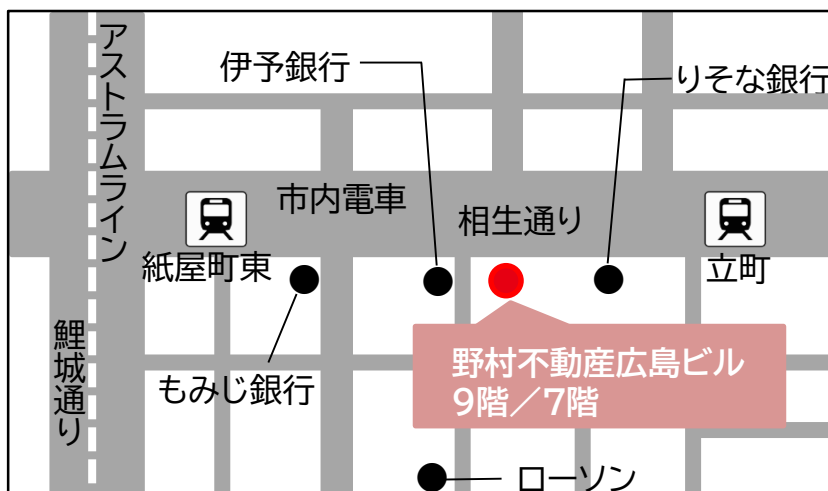 アストラムライン
伊予銀行
りそな銀行
市内電車
相生通り
紙屋町東
立町
鯉城通り
もみじ銀行
野村不動産広島ビル
9階／7階
ローソン